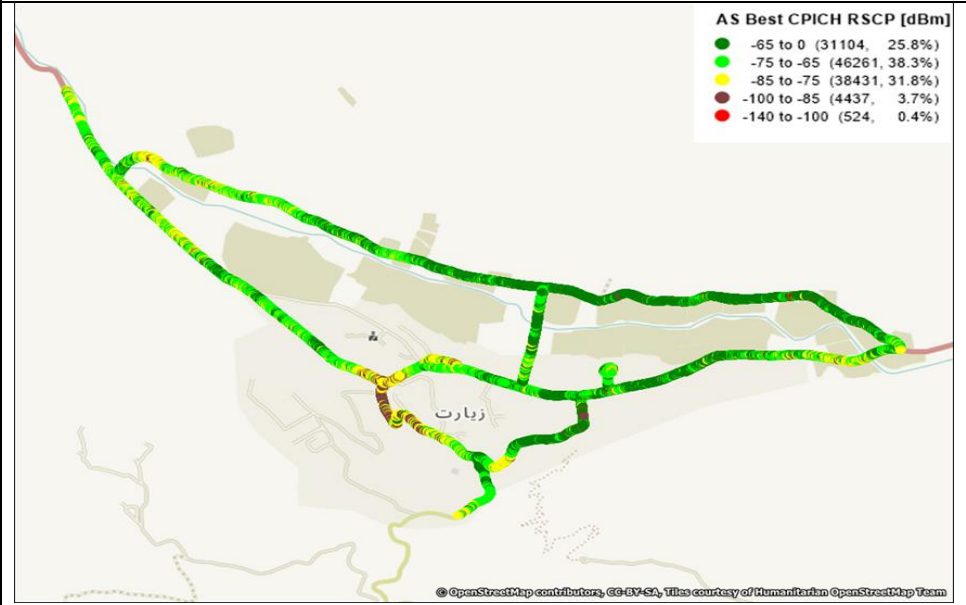 AS Best CPICH RSCP [dBm]
-65 to 0 (31104, 25.8%)
-75 to -65 (46261, 38.3%)
-85 to -75 (38431, 31.8%)
-100 to -85 (4437, 3.7%)
-140 to -100 (524, 0.4%)
زیارت
© OpenStreetMap contributors, CC-BY-SA, Tiles courtesy of Humanitarian OpenStreetMap Team